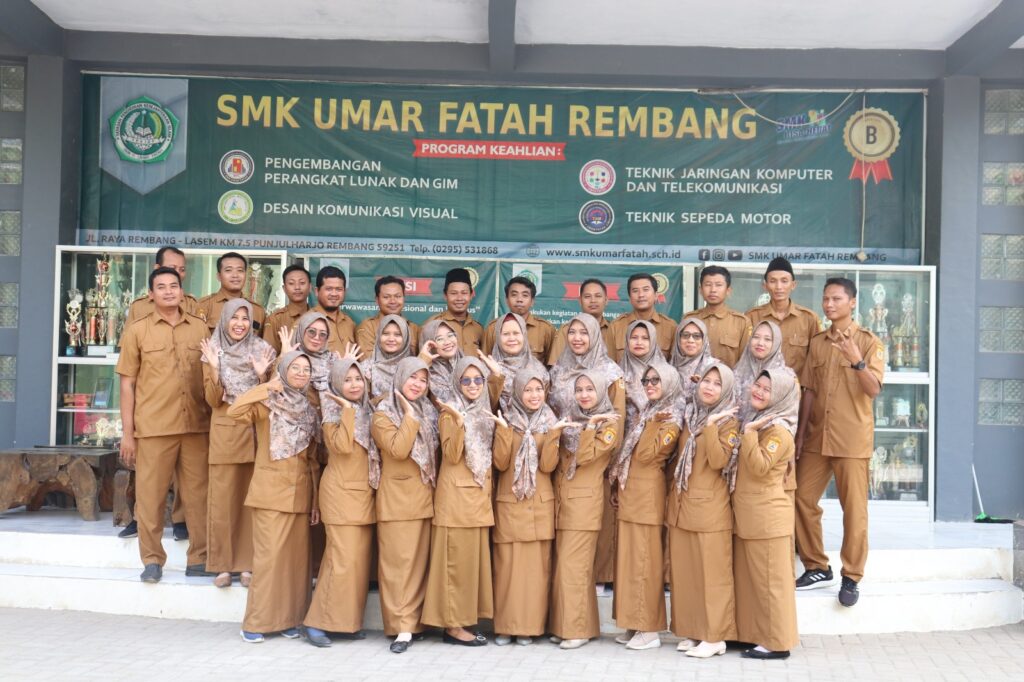 SMK UMAR FATAH REMBANG
PROGRAM KEAHLIAN :
PENGEMBANGAN
PERANGKAT LUNAK DAN GIM
DESAIN KOMUNIKASI VISUAL
TEKNIK JARINGAN KOMPUTER
DAN TELEKOMUNIKASI
TEKNIK SEPEDA MOTOR
B
JL. RAYA REMBANG - LASEM KM 7.5 PUNJULHARJO REMBANG 59251 Telp. (0295) 531868
www.smkumarfatah.sch.id
SMK UMAR FATAH REMBANG